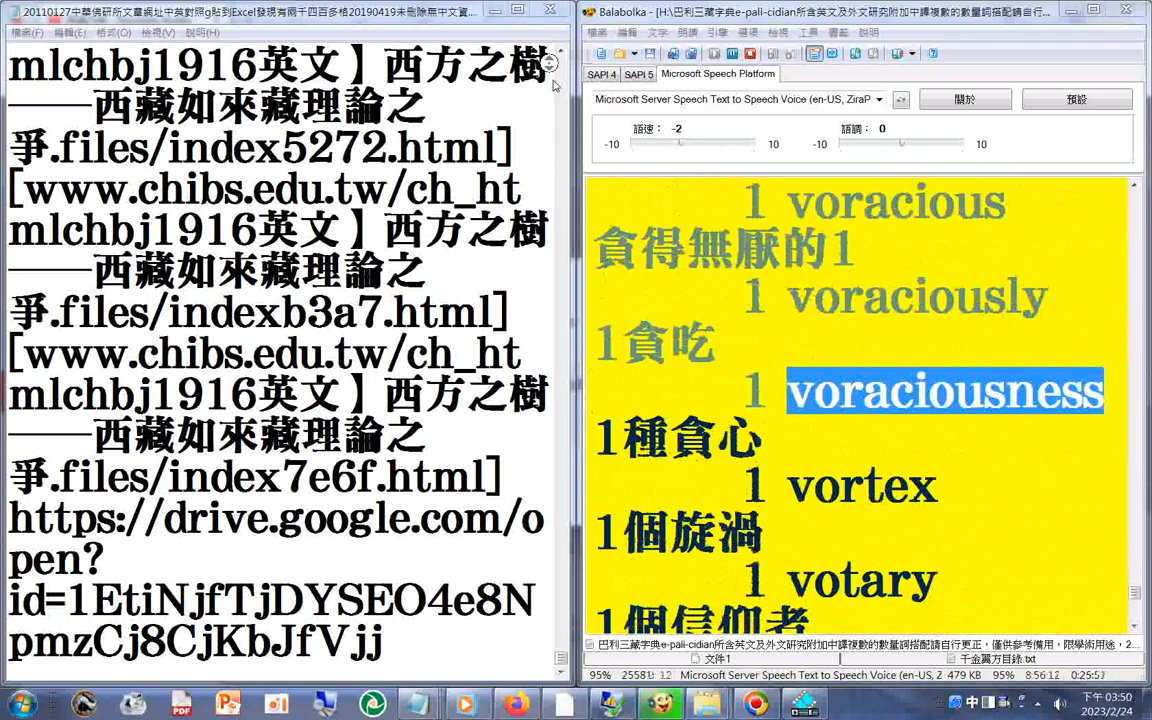 20110127中華佛研所文章網址中英對照g貼到Excel發現有兩千四百多格20190419未刪除無中文資...
檔案(F) 編輯(E) 格式(O) 檢視(V) 說明(H)
mlchbj1916英文】西方之樹
——西藏如來藏理論之
爭.files/index5272.html]
[www.chibs.edu.tw/ch_ht
mlchbj1916英文】西方之樹
——西藏如來藏理論之
爭.files/indexb3a7.html]
[www.chibs.edu.tw/ch_ht
mlchbj1916英文】西方之樹
——西藏如來藏理論之
爭.files/index7e6f.html]
https://drive.google.com/o
pen?
id=1EtiNjfTjDYSEO4e8N
pmzCj8CjKbJfVjj
Balabolka - [H:\巴利三藏字典e-pali-cidian所含英文及外文研究附加中譯複數的數量詞搭配請自行...
檔案 編輯 文字 朗讀 引擎 選項 檢視 工具 書籤 說明
SAPI 4 SAPI 5 Microsoft Speech Platform
Microsoft Server Speech Text to Speech Voice (en-US, ZiraP
關於
預設
語速： -2
語調： 0
-10 10 -10 10
1 voracious
貪得無厭的1
1 voraciously
1貪吃
1 voraciousness
1種貪心
1 vortex
1個旋渦
1 votary
1個信仰者
巴利三藏字典e-pali-cidian所含英文及外文研究附加中譯複數的數量詞搭配請自行更正，僅供參考備用，限學術用途，2...
文件1 千金翼方目錄.txt
95% 25581: 12 Microsoft Server Speech Text to Speech Voice (en-U 479 KB 95% 8:56:12 0:25:5
中
下午 03:50
2023/2/24